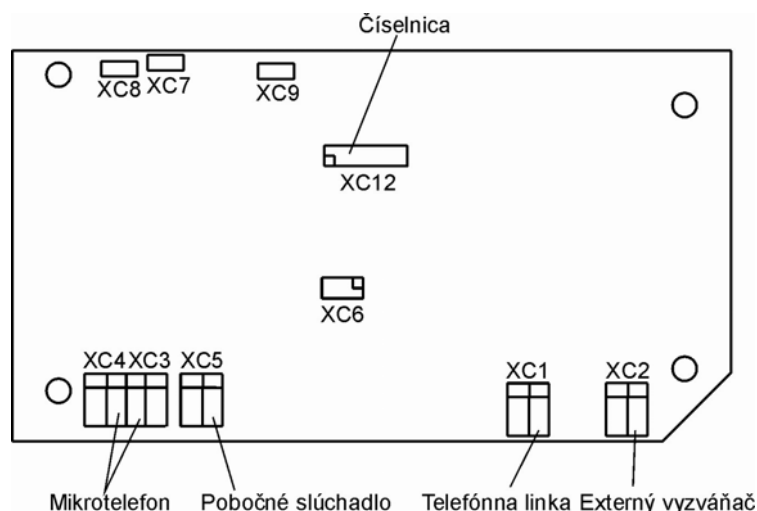 Číselnica
XC8 XC7
XC9
XC12
XC6
XC4 XC3 XC5
XC1
XC2
Mikrotelefon Pobočné slúchadlo Telefónna linka Externý vyzváňač